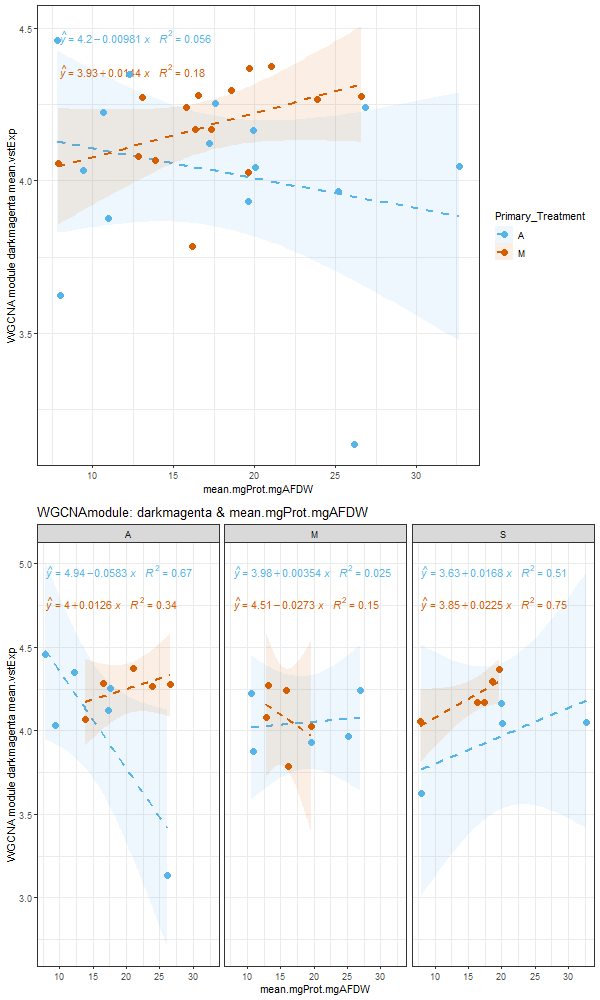 ŷ = 4.2 − 0.00981 x R² = 0.056
ŷ = 3.93 + 0.0144 x R² = 0.18
4.5
4.0
3.5
WGCNA module darkmagenta mean.vstExp
10 15 20 25 30
mean.mgProt.mgAFDW
Primary_Treatment
A
M
WGCNAmodule: darkmagenta & mean.mgProt.mgAFDW
A M S
ŷ = 4.94 − 0.0583 x R² = 0.67
ŷ = 4 + 0.0126 x R² = 0.34
ŷ = 3.98 + 0.00354 x R² = 0.025
ŷ = 4.51 − 0.0273 x R² = 0.15
ŷ = 3.63 + 0.0168 x R² = 0.51
ŷ = 3.85 + 0.0225 x R² = 0.75
5.0
4.5
4.0
3.5
3.0
WGCNA module darkmagenta mean.vstExp
10 15 20 25 30 10 15 20 25 30 10 15 20 25 30
mean.mgProt.mgAFDW